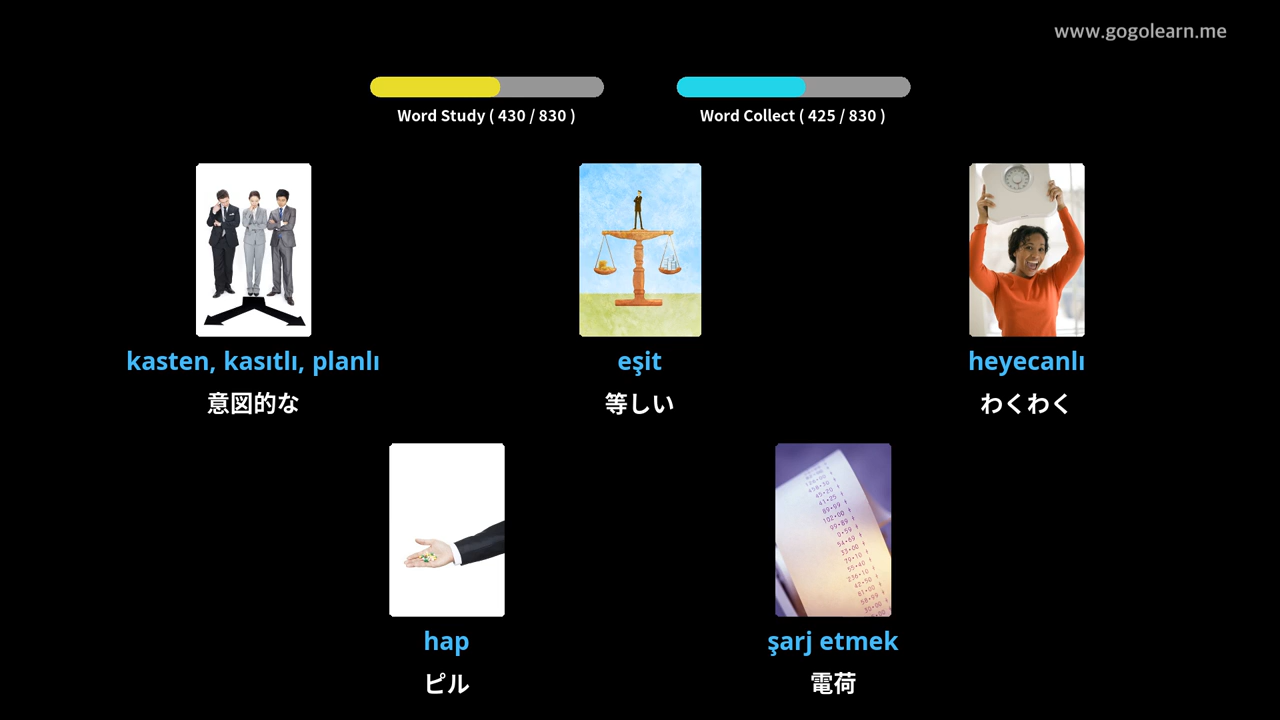 www.gogolearn.me
Word Study ( 430 / 830 )
Word Collect ( 425 / 830 )
kasten, kasıtlı, planlı
意図的な
eşit
等しい
heyecanlı
わくわく
hap
ピル
şarj etmek
電荷